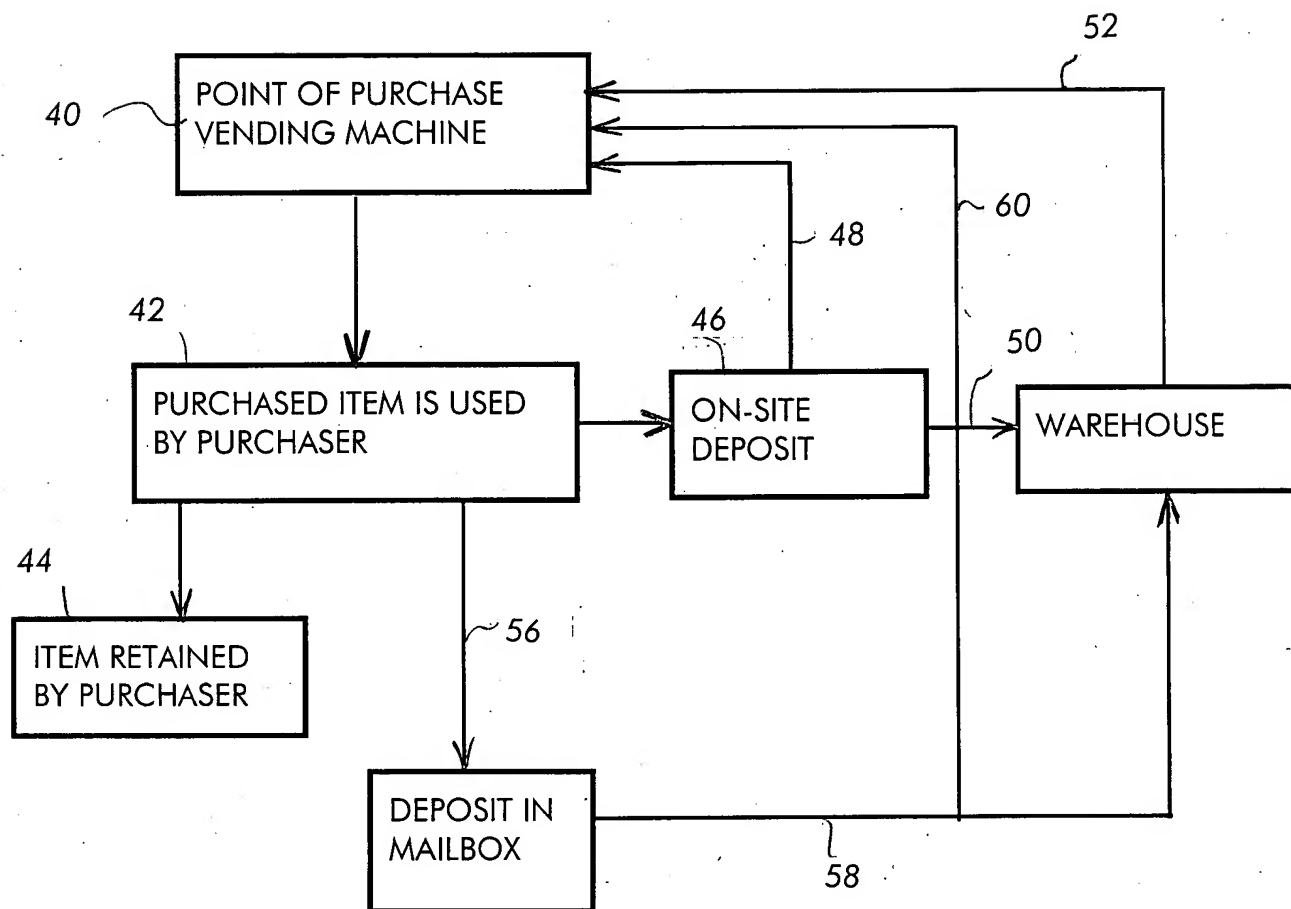 52
POINT OF PURCHASE
VENDING MACHINE
40
60
48
42
46
50
PURCHASED ITEM IS USED
BY PURCHASER
ON-SITE
DEPOSIT
WAREHOUSE
44
56
ITEM RETAINED
BY PURCHASER
DEPOSIT IN
MAILBOX
58